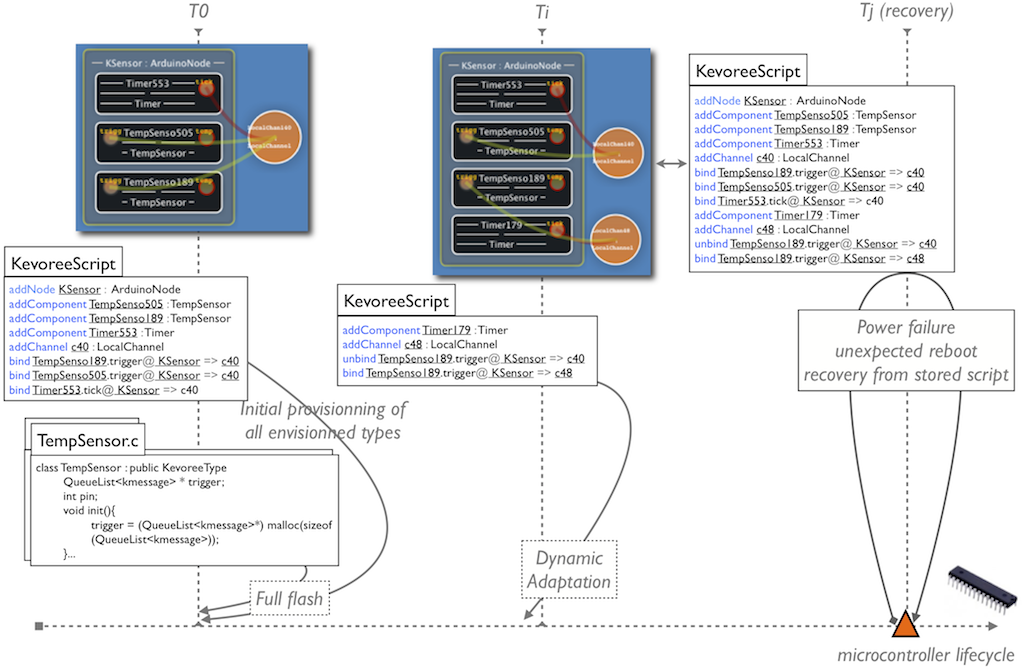 T0
KSensor : ArduinoNode
Timer553
tick
Timer
trigg
TempSenso505
temp
TempSensor
trigg
TempSenso189
temp
TempSensor
LocalChan140
LocalChannel
KevoreeScript
addNode KSensor : ArduinoNode
addComponent TempSenso505 :TempSensor
addComponent TempSenso189 :TempSensor
addComponent Timer553 :Timer
addChannel c40 : LocalChannel
bind TempSenso189.trigger@ KSensor => c40
bind TempSenso505.trigger@ KSensor => c40
bind Timer553.tick@ KSensor => c40
Initial provisionning of
all envisionned types
TempSensor.c
class TempSensor : public KevoreeType
QueueList<kmessage> * trigger;
int pin;
void init(){
trigger = (QueueList<kmessage>*) malloc(sizeof
(QueueList<kmessage>));
}...
Full flash
Ti
KSensor : ArduinoNode
Timer553
Timer
trigg
TempSenso505
temp
TempSensor
trigg
TempSenso189
temp
TempSensor
Timer179
Timer
LocalChannel
LocalChannel
KevoreeScript
addComponent Timer179 :Timer
addChannel c48 : LocalChannel
unbind TempSenso189.trigger@ KSensor => c40
bind TempSenso189.trigger@ KSensor => c48
Dynamic
Adaptation
Tj (recovery)
KevoreeScript
addNode KSensor : ArduinoNode
addComponent TempSenso505 :TempSensor
addComponent TempSenso189 :TempSensor
addComponent Timer553 :Timer
addChannel c40 : LocalChannel
bind TempSenso189.trigger@ KSensor => c40
bind TempSenso505.trigger@ KSensor => c40
bind Timer553.tick@ KSensor => c40
addComponent Timer179 :Timer
addChannel c48 : LocalChannel
unbind TempSenso189.trigger@ KSensor => c40
bind TempSenso189.trigger@ KSensor => c48
Power failure
unexpected reboot
recovery from stored script
microcontroller lifecycle